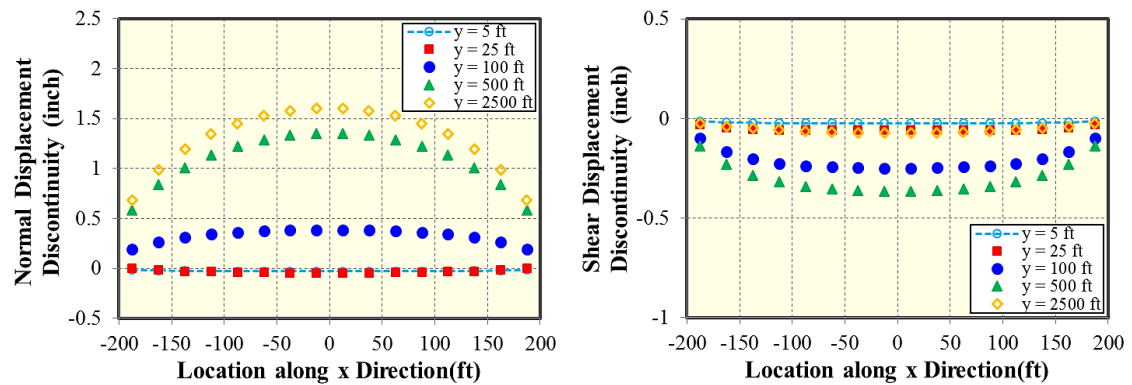 2.5
2
1.5
1
0.5
0
-0.5
-200
-150
-100
-50
0
50
100
150
200
Normal Displacement
Discontinuity (inch)
Location along x Direction(ft)
y = 5 ft
y = 25 ft
y = 100 ft
y = 500 ft
y = 2500 ft
0.5
0
-0.5
-1
-200
-150
-100
-50
0
50
100
150
200
Shear Displacement
Discontinuity (inch)
Location along x Direction(ft)
y = 5 ft
y = 25 ft
y = 100 ft
y = 500 ft
y = 2500 ft